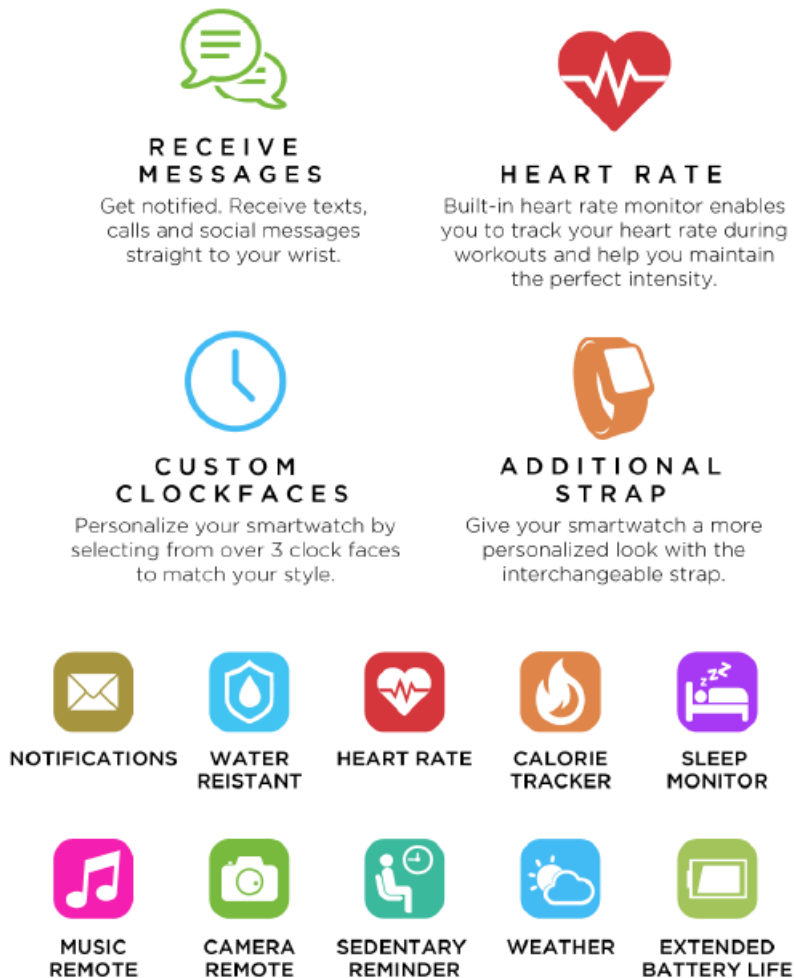 RECEIVE
MESSAGES
Get notified. Receive texts,
calls and social messages
straight to your wrist.
HEART RATE
Built-in heart rate monitor enables
you to track your heart rate during
workouts and help you maintain
the perfect intensity.
CUSTOM
CLOCKFACES
Personalize your smartwatch by
selecting from over 3 clock faces
to match your style.
ADDITIONAL
STRAP
Give your smartwatch a more
personalized look with the
interchangeable strap.
zzz
NOTIFICATIONS
WATER
REISTANT
HEART RATE
CALORIE
TRACKER
SLEEP
MONITOR
MUSIC
REMOTE
CAMERA
REMOTE
SEDENTARY
REMINDER
WEATHER
EXTENDED
BATTERY LIFE